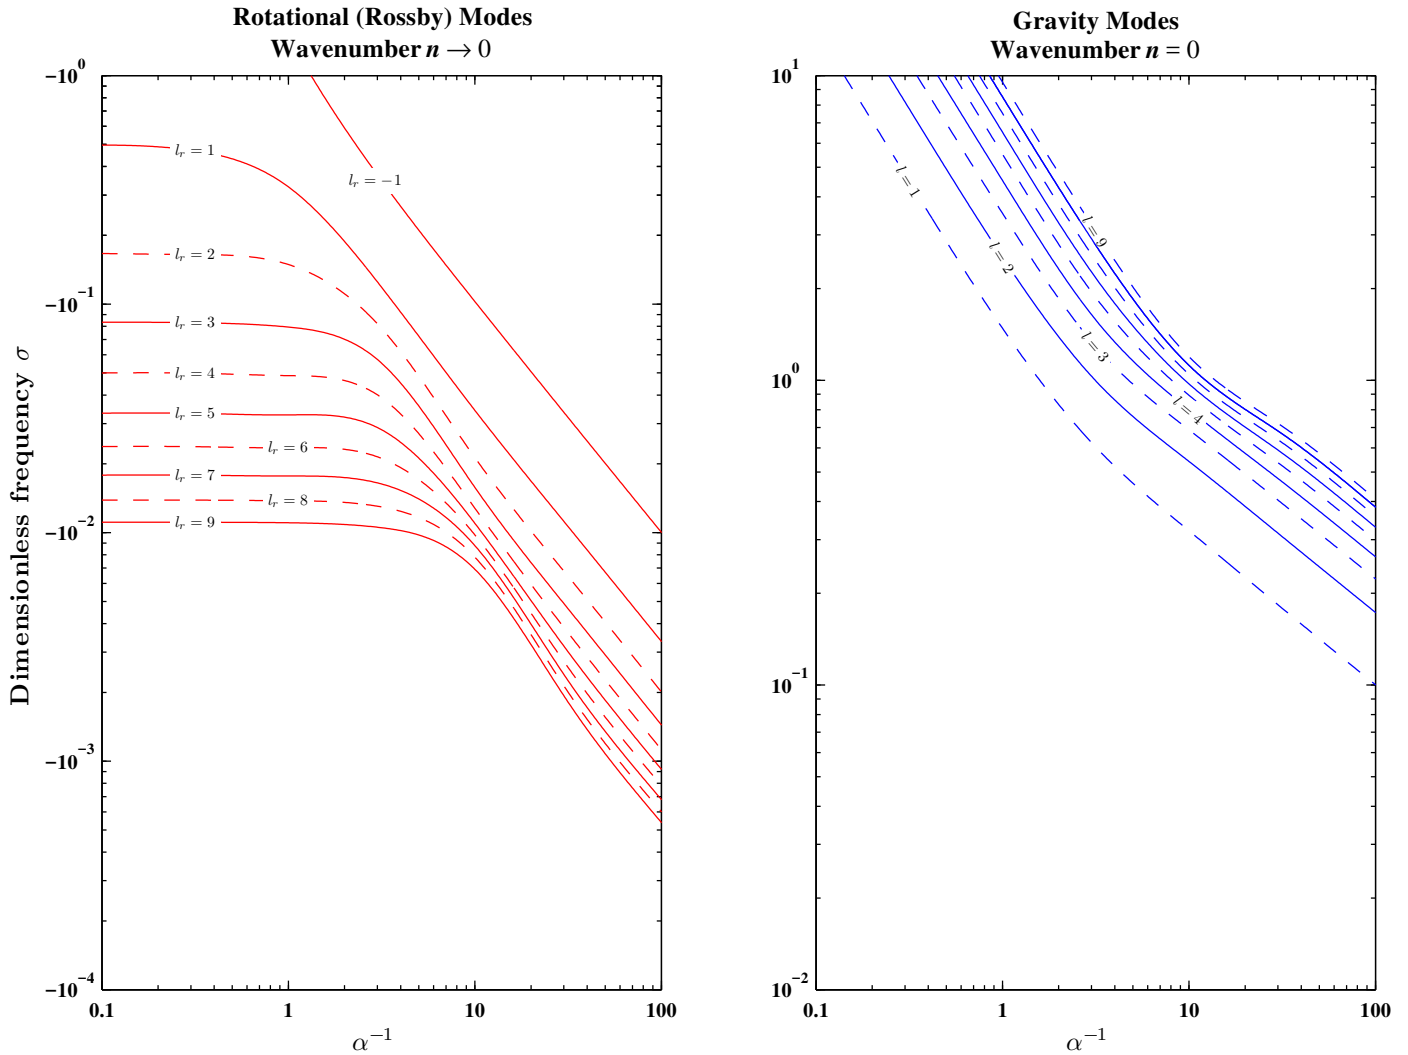 Rotational (Rossby) Modes
Wavenumber n → 0
-10^0
-10^-1
-10^-2
-10^-3
-10^-4
Dimensionless frequency σ
l_r = 1
l_r = −1
l_r = 2
l_r = 3
l_r = 4
l_r = 5
l_r = 6
l_r = 7
l_r = 8
l_r = 9
0.1 1 10 100
α^−1
Gravity Modes
Wavenumber n = 0
10^1
10^0
10^-1
10^-2
l = 1
l = 2
l = 3
l = 4
l = 9
0.1 1 10 100
α^−1